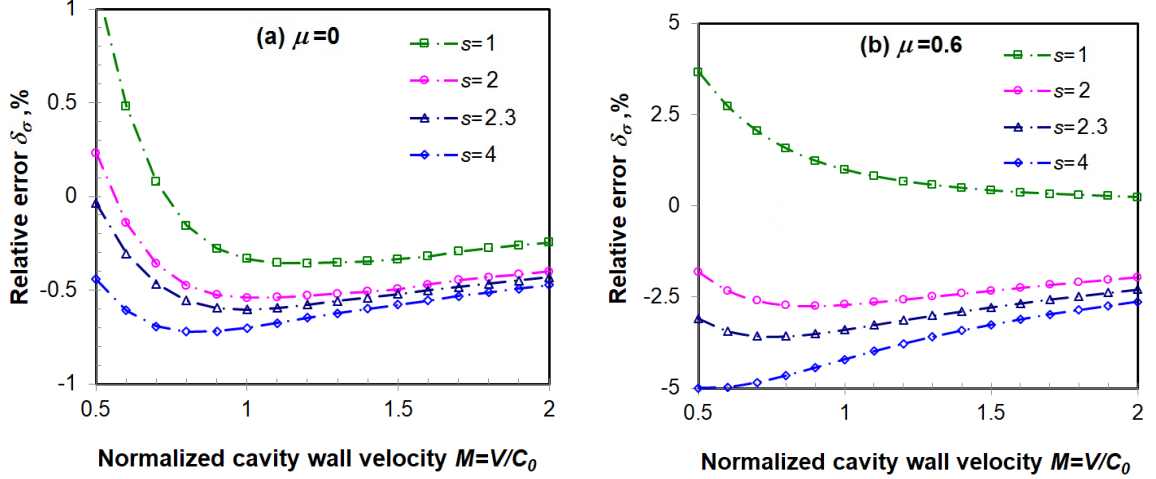 (a) μ=0
s=1
s=2
s=2.3
s=4
Relative error δσ,%
1
0.5
0
-0.5
-1
0.5
1
1.5
2
Normalized cavity wall velocity M=V/C0
(b) μ=0.6
s=1
s=2
s=2.3
s=4
Relative error δσ,%
5
2.5
0
-2.5
-5
0.5
1
1.5
2
Normalized cavity wall velocity M=V/C0